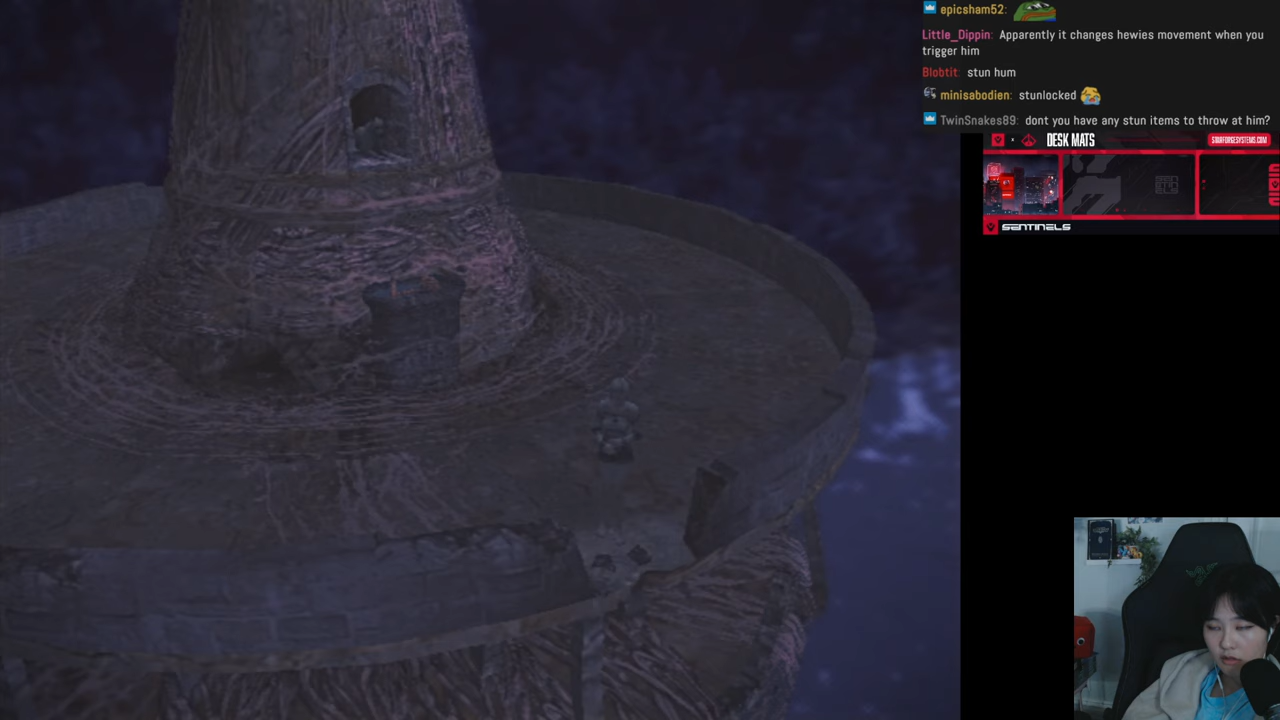 epicsham52:
Little_Dippin: Apparently it changes hewies movement when you
trigger him
Blobtit: stun hum
minisabodien: stunlocked
TwinSnakes89: dont you have any stun items to throw at him?
x DESK MATS
SENTINELS